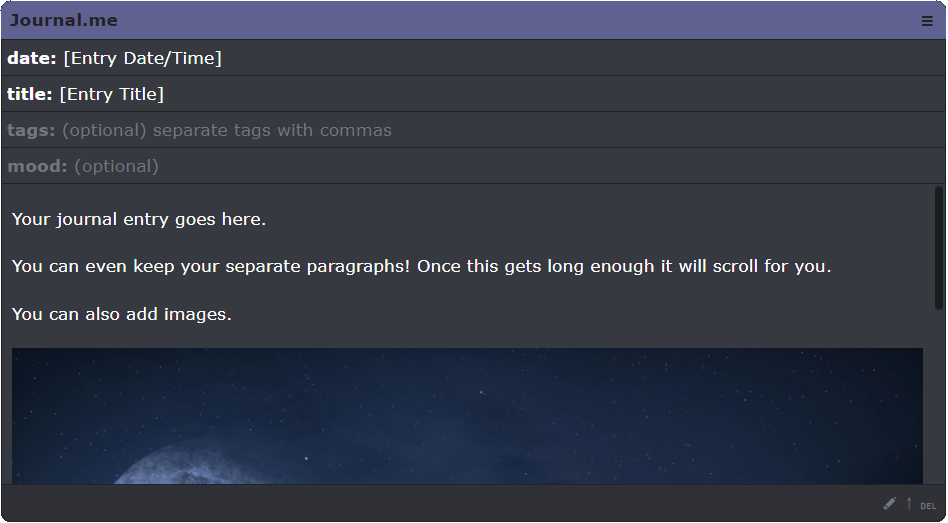 Journal.me
date: [Entry Date/Time]
title: [Entry Title]
tags: (optional) separate tags with commas
mood: (optional)
Your journal entry goes here.
You can even keep your separate paragraphs! Once this gets long enough it will scroll for you.
You can also add images.
DEL